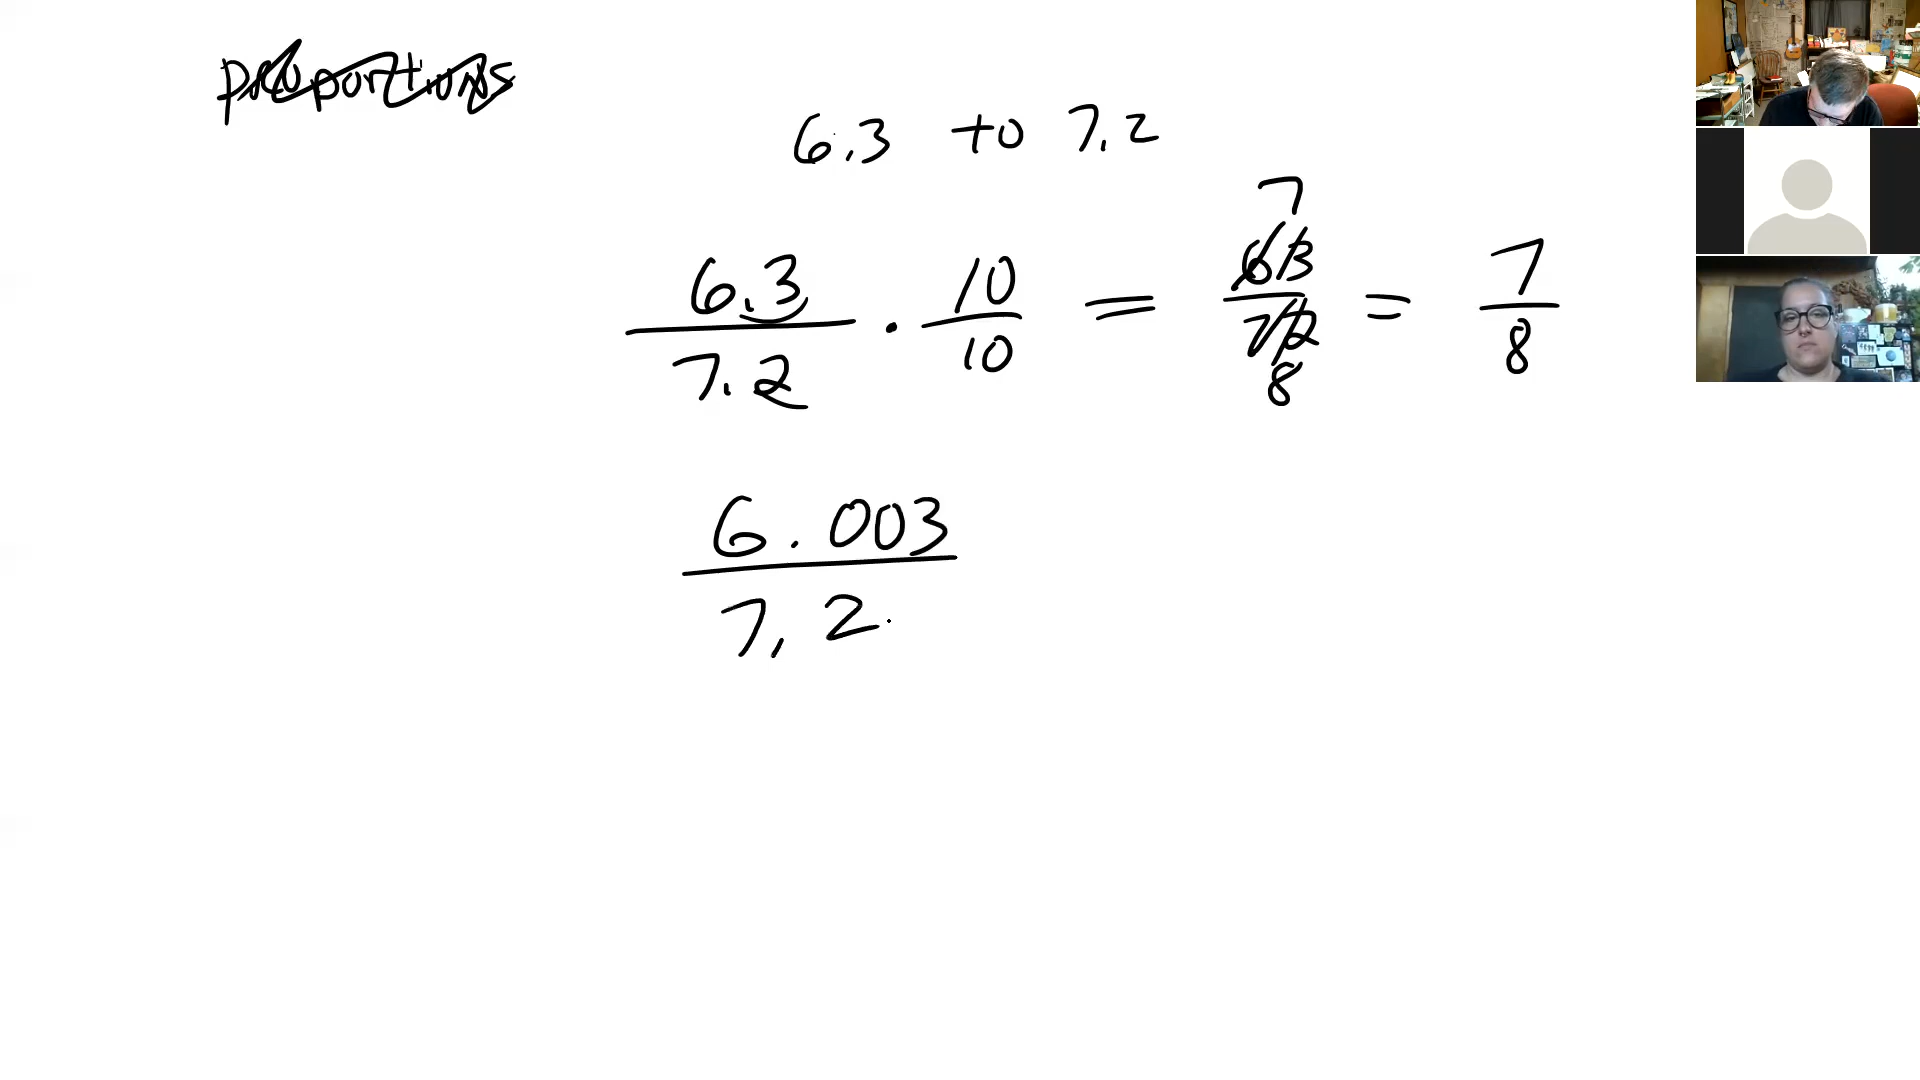 proportions
6.3 to 7.2
6.3/7.2 · 10/10 = 63/72 = 7/8
7
8
6.003
7.2